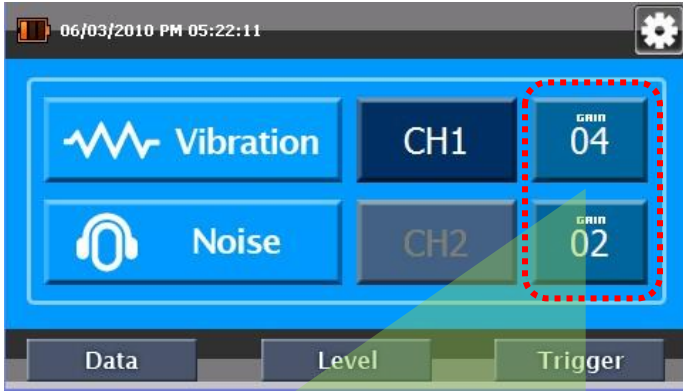 06/03/2010 PM 05:22:11
Vibration CH1 GAIN 04
Noise CH2 GAIN 02
Data Level Trigger